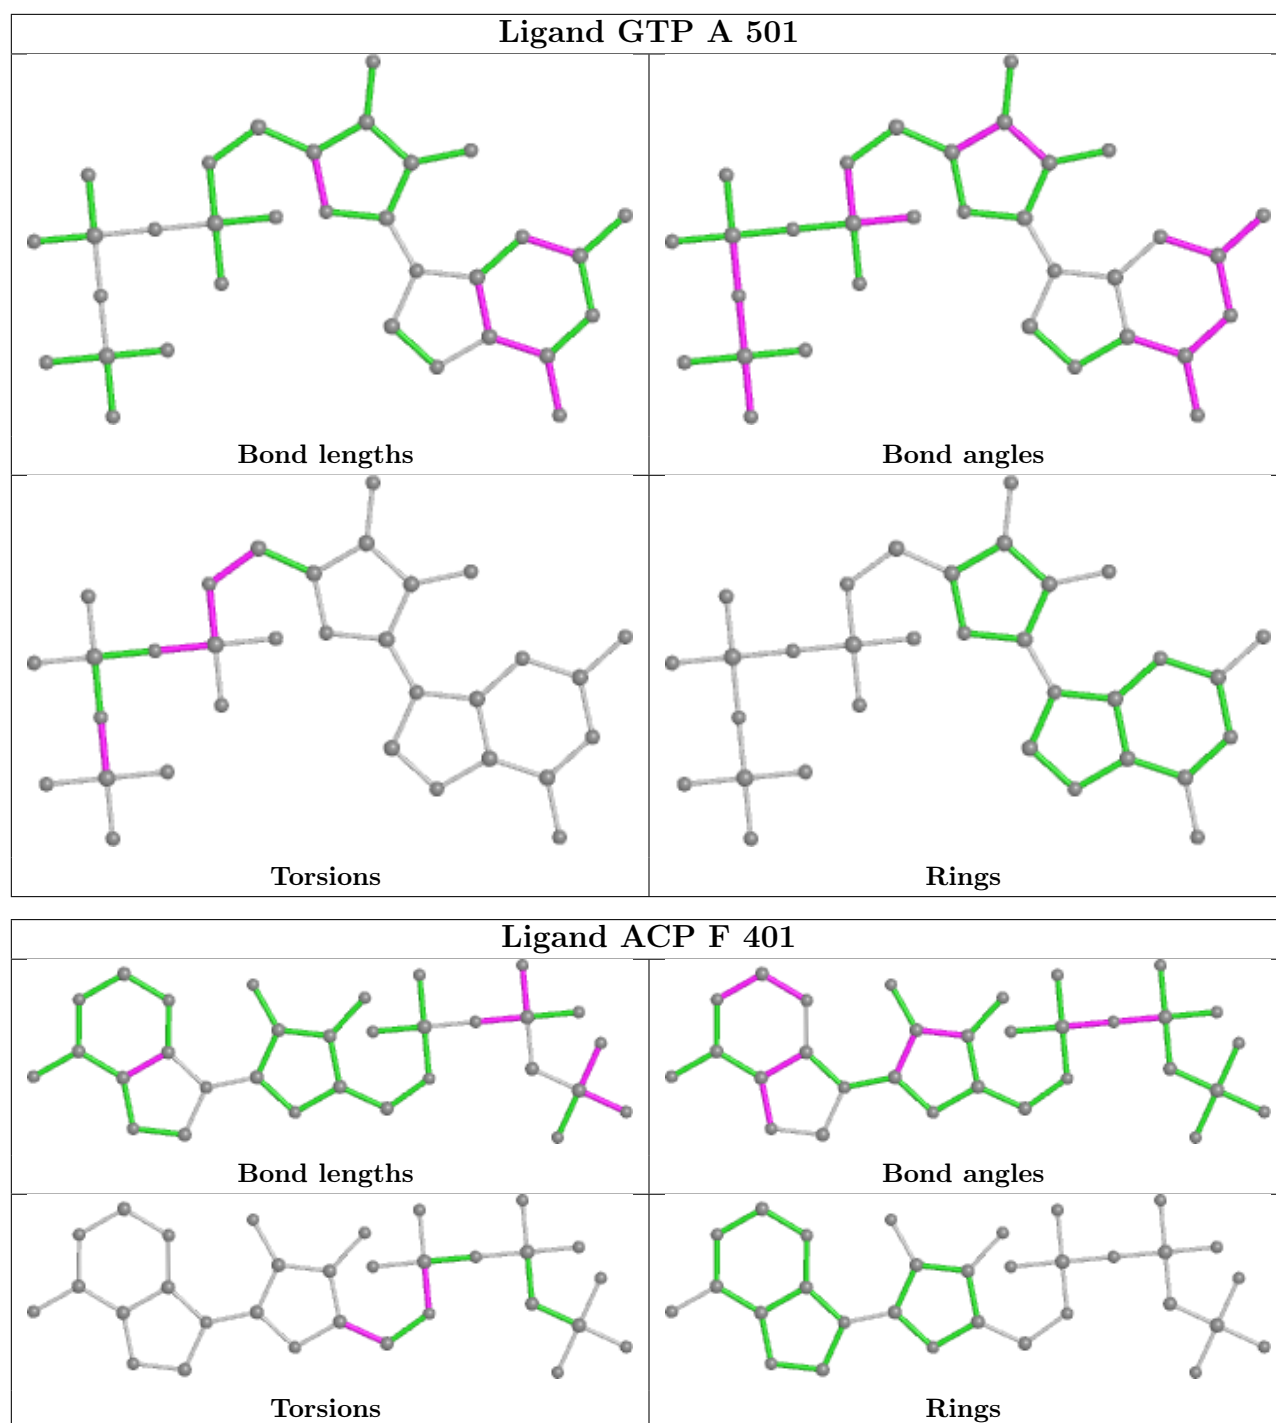 Ligand GTP A 501
Bond lengths
Bond angles
Torsions
Rings
Ligand ACP F 401
Bond lengths
Bond angles
Torsions
Rings